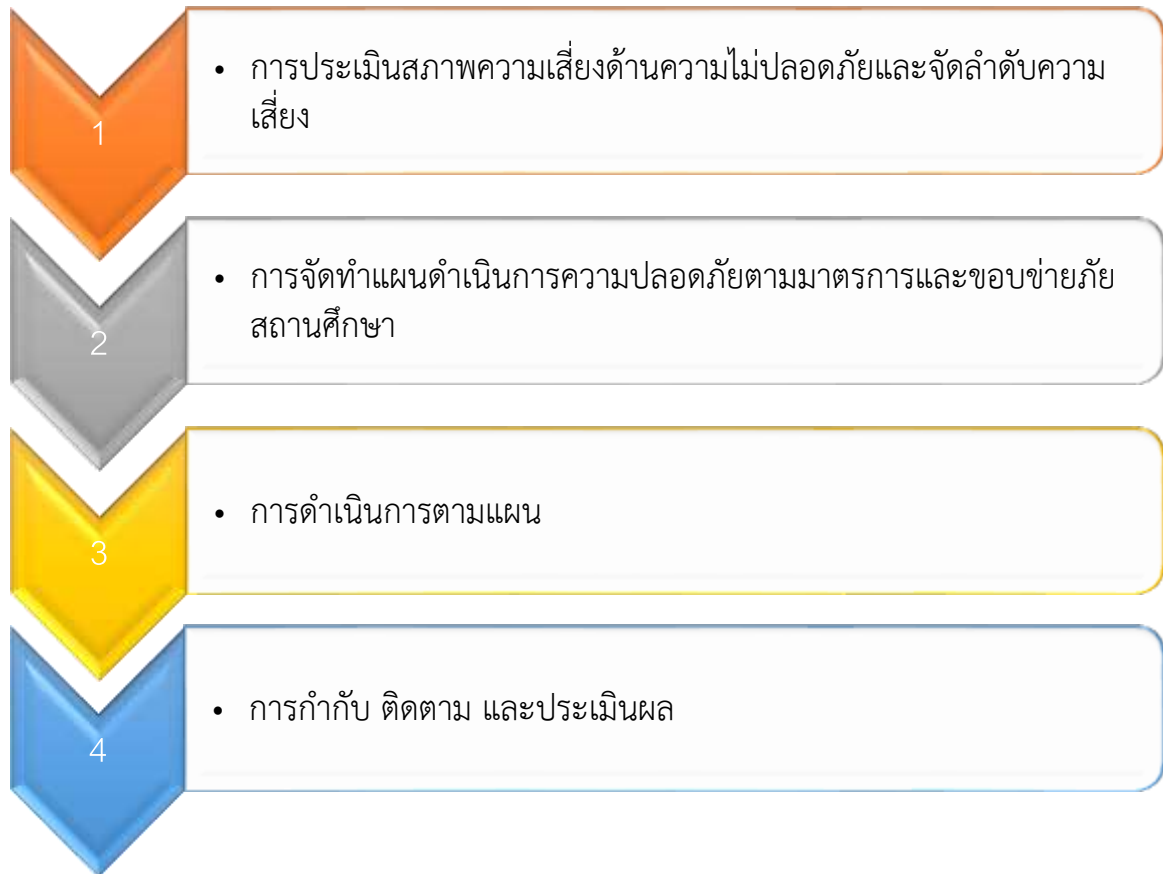 1
• การประเมินสภาพความเสี่ยงด้านความไม่ปลอดภัยและจัดลำดับความ
เสี่ยง
2
• การจัดทำแผนดำเนินการความปลอดภัยตามมาตรการและขอบข่ายภัย
สถานศึกษา
3
• การดำเนินการตามแผน
4
• การกำกับ ติดตาม และประเมินผล